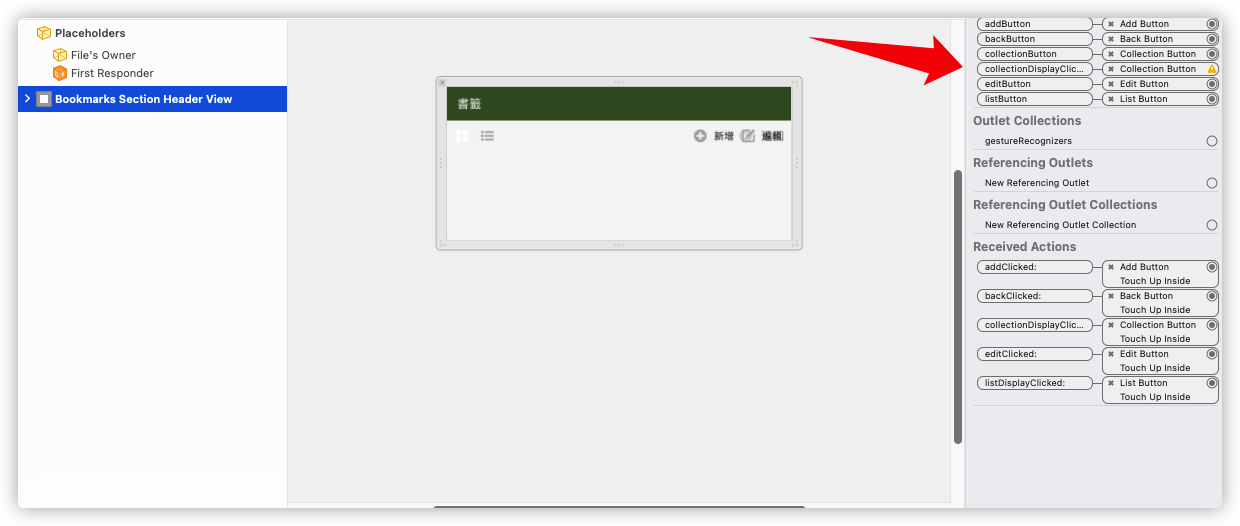 Placeholders
File's Owner
First Responder
Bookmarks Section Header View
書籤
新增
編輯
addButton Add Button
backButton Back Button
collectionButton Collection Button
collectionDisplayClic... Collection Button
editButton Edit Button
listButton List Button
Outlet Collections
gestureRecognizers
Referencing Outlets
New Referencing Outlet
Referencing Outlet Collections
New Referencing Outlet Collection
Received Actions
addClicked: Add Button
Touch Up Inside
backClicked: Back Button
Touch Up Inside
collectionDisplayClic... Collection Button
Touch Up Inside
editClicked: Edit Button
Touch Up Inside
listDisplayClicked: List Button
Touch Up Inside